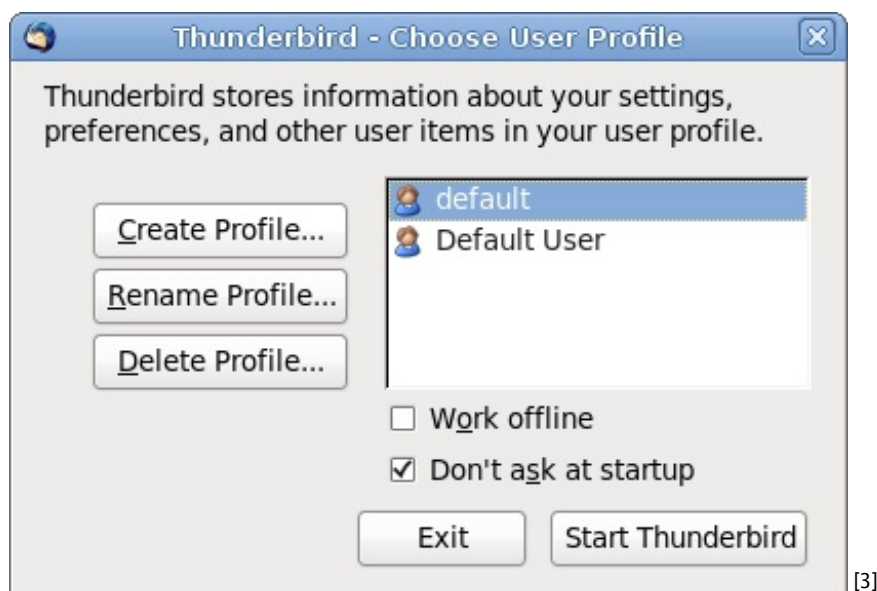 Thunderbird - Choose User Profile
Thunderbird stores information about your settings,
preferences, and other user items in your user profile.
Create Profile...
Rename Profile...
Delete Profile...
default
Default User
Work offline
Don't ask at startup
Exit
Start Thunderbird
[3]